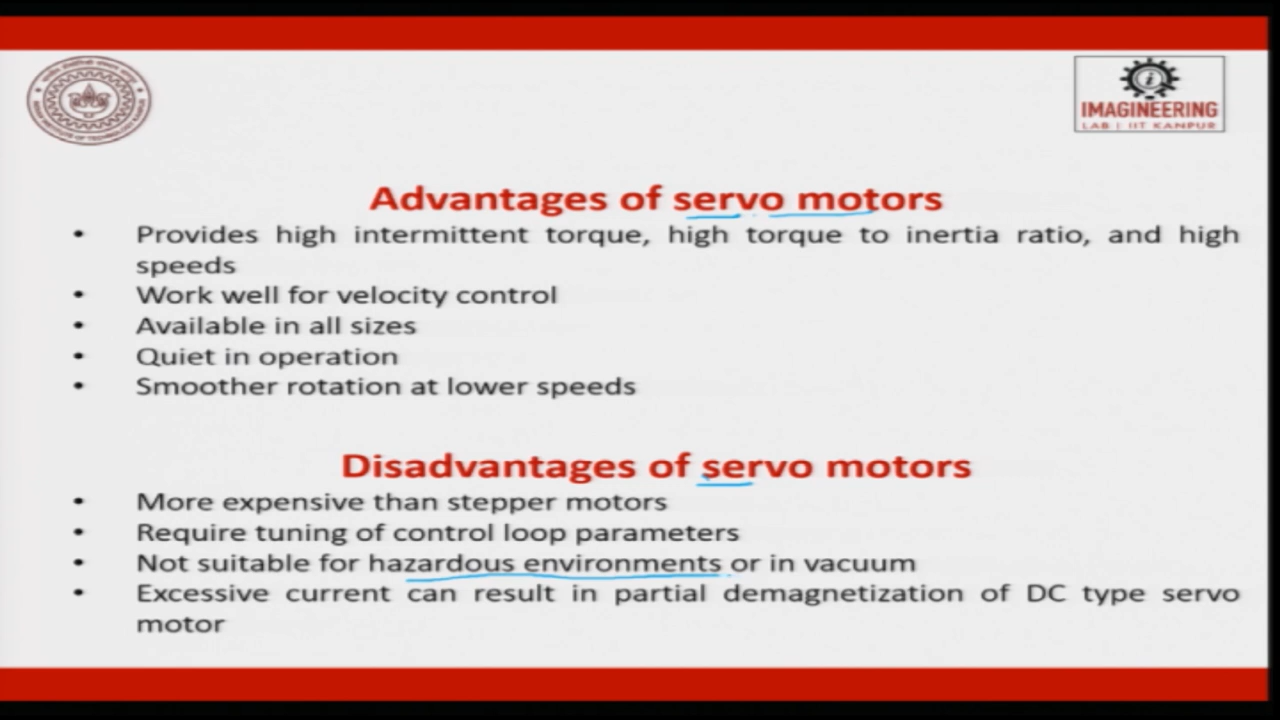 IMAGINEERING
LAB | IIT KANPUR
Advantages of servo motors
• Provides high intermittent torque, high torque to inertia ratio, and high
speeds
• Work well for velocity control
• Available in all sizes
• Quiet in operation
• Smoother rotation at lower speeds
Disadvantages of servo motors
• More expensive than stepper motors
• Require tuning of control loop parameters
• Not suitable for hazardous environments or in vacuum
• Excessive current can result in partial demagnetization of DC type servo
motor